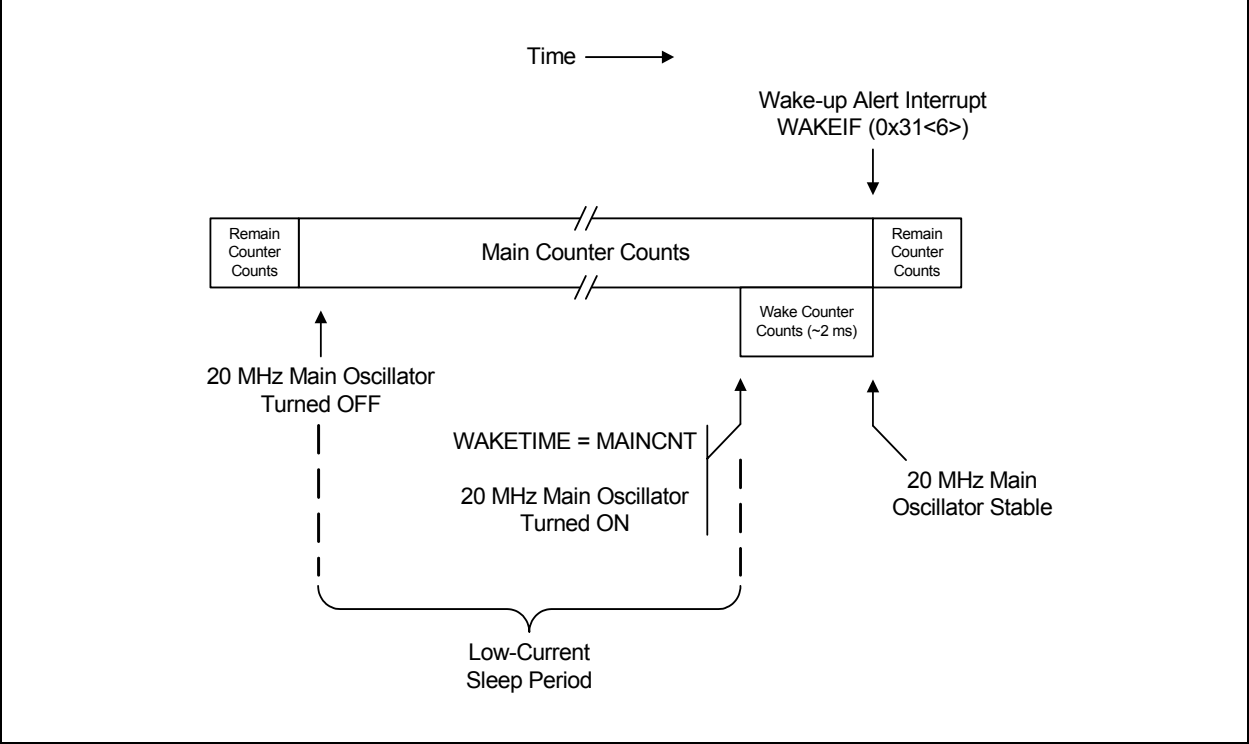 Time
Wake-up Alert Interrupt
WAKEIF (0x31<6>)
Remain
Counter
Counts
Main Counter Counts
Remain
Counter
Counts
Wake Counter
Counts (~2 ms)
20 MHz Main Oscillator
Turned OFF
WAKETIME = MAINCNT
20 MHz Main Oscillator
Turned ON
20 MHz Main
Oscillator Stable
Low-Current
Sleep Period